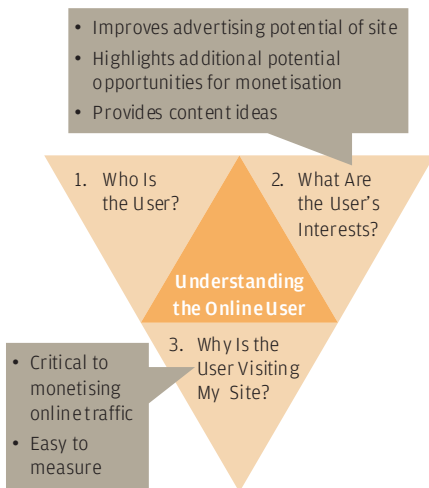 • Improves advertising potential of site
• Highlights additional potential
opportunities for monetisation
• Provides content ideas
1. Who Is
the User?
2. What Are
the User's
Interests?
Understanding
the Online User
3. Why Is the
User Visiting
My Site?
• Critical to
monetising
online traffic
• Easy to
measure